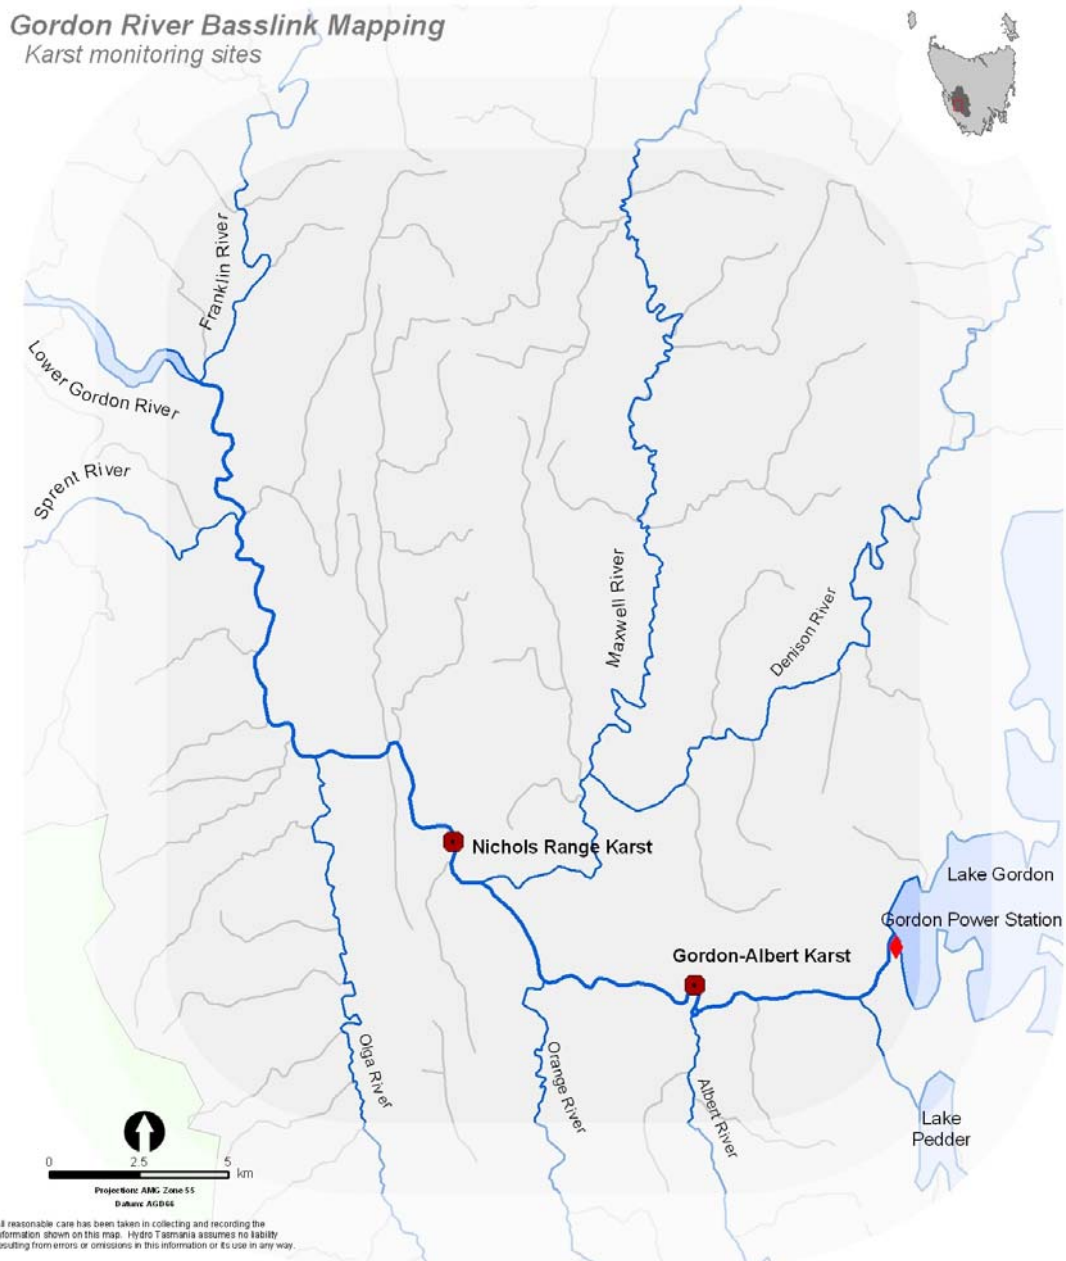 Gordon River Basslink Mapping
Karst monitoring sites
Franklin River
Lower Gordon River
Sprent River
Maxwell River
Denison River
Nichols Range Karst
Lake Gordon
Gordon Power Station
Gordon-Albert Karst
Olga River
Orange River
Albert River
Lake
Pedder
0 2.5 5
km
Projection: AMG Zone 55
Datum: AGD66
ll reasonable care has been taken in collecting and recording the
nformation shown on this map. Hydro Tasmania assumes no liability
esulting from errors or omissions in this information or its use in any way.